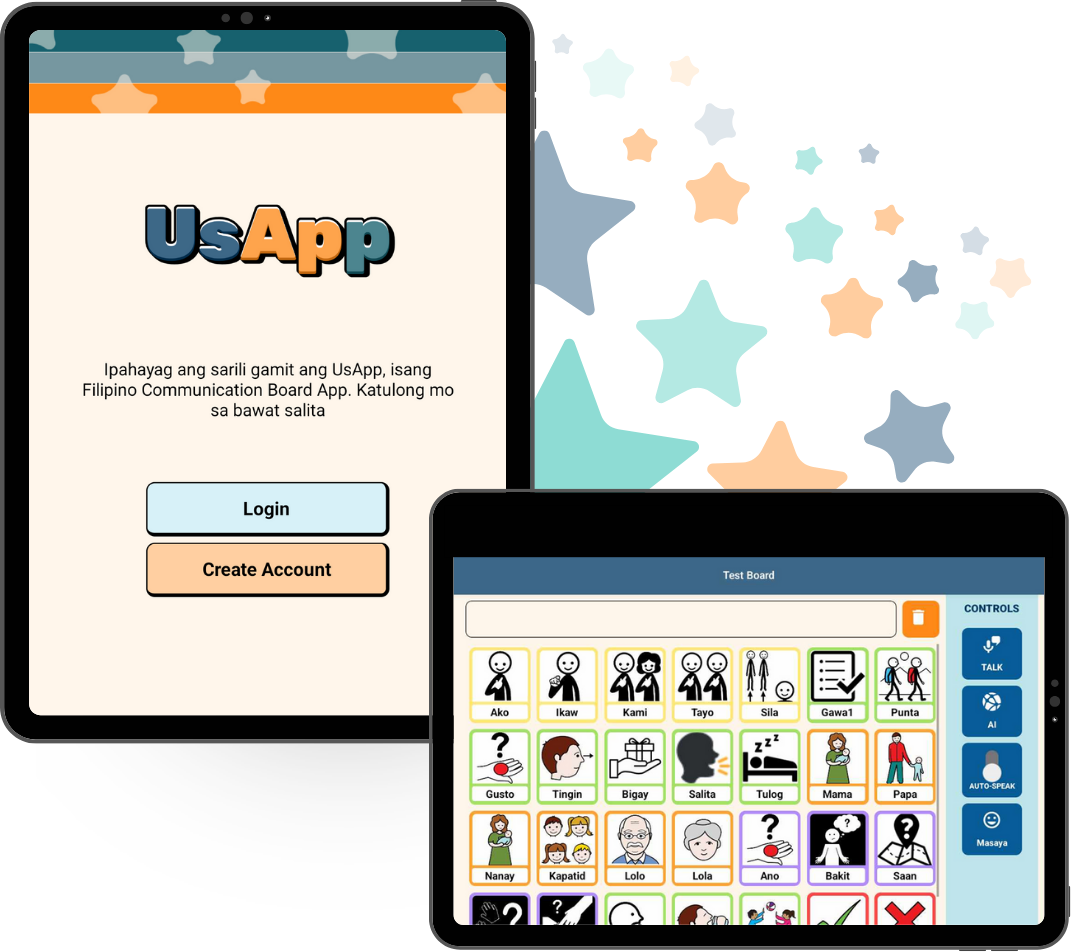 UsApp
Ipahayag ang sarili gamit ang UsApp, isang
Filipino Communication Board App. Katulong mo
sa bawat salita
Login
Create Account
Test Board
CONTROLS
TALK
AI
AUTO-SPEAK
Masaya
Ako Ikaw Kami Tayo Sila Gawa1 Punta
Gusto Tingin Bigay Salita Tulog Mama Papa
Nanay Kapatid Lolo Lola Ano Bakit Saan